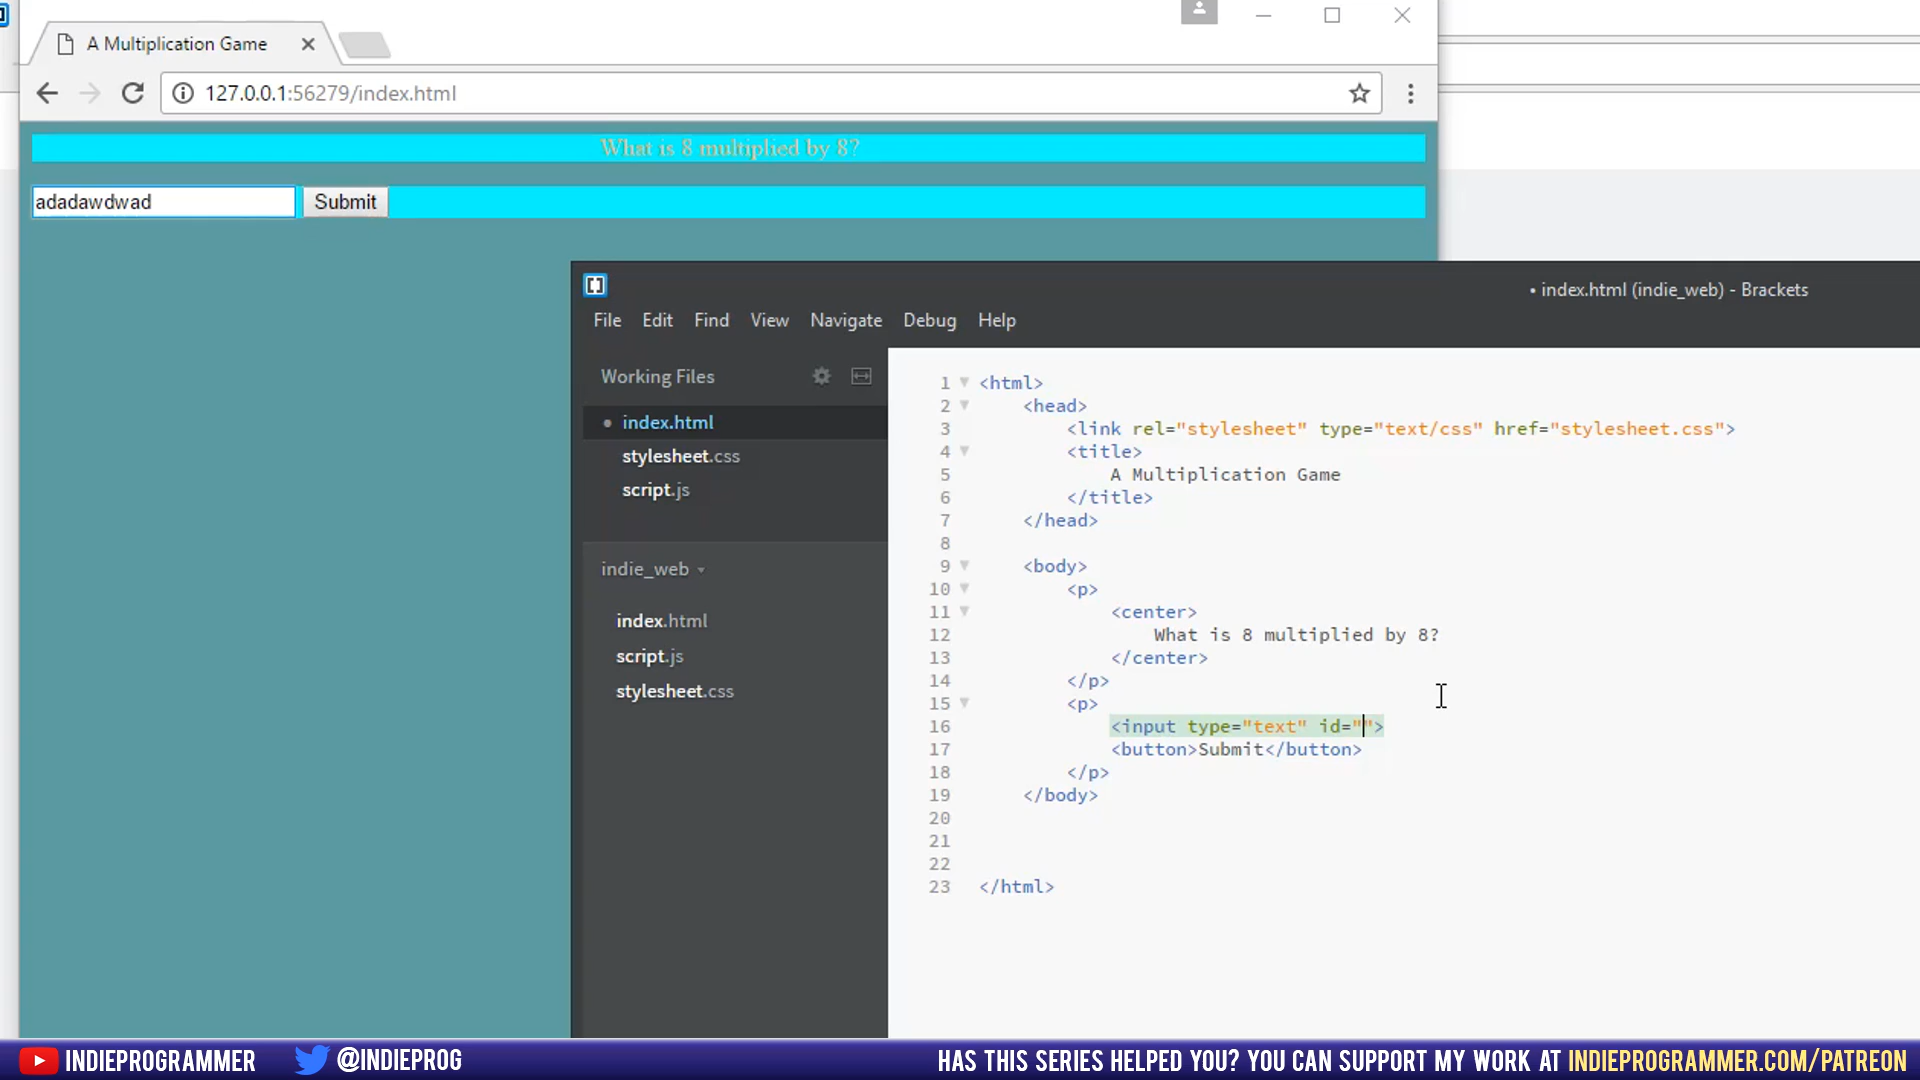 A Multiplication Game
127.0.0.1:56279/index.html
What is 8 multiplied by 8?
adadawdwad Submit
• index.html (indie_web) - Brackets
File Edit Find View Navigate Debug Help
Working Files
• index.html
stylesheet.css
script.js
indie_web
index.html
script.js
stylesheet.css
1 <html>
2 <head>
3 <link rel="stylesheet" type="text/css" href="stylesheet.css">
4 <title>
5 A Multiplication Game
6 </title>
7 </head>
8
9 <body>
10 <p>
11 <center>
12 What is 8 multiplied by 8?
13 </center>
14 </p>
15 <p>
16 <input type="text" id="">
17 <button>Submit</button>
18 </p>
19 </body>
20
21
22
23 </html>
INDIEPROGRAMMER @INDIEPROG HAS THIS SERIES HELPED YOU? YOU CAN SUPPORT MY WORK AT INDIEPROGRAMMER.COM/PATREON